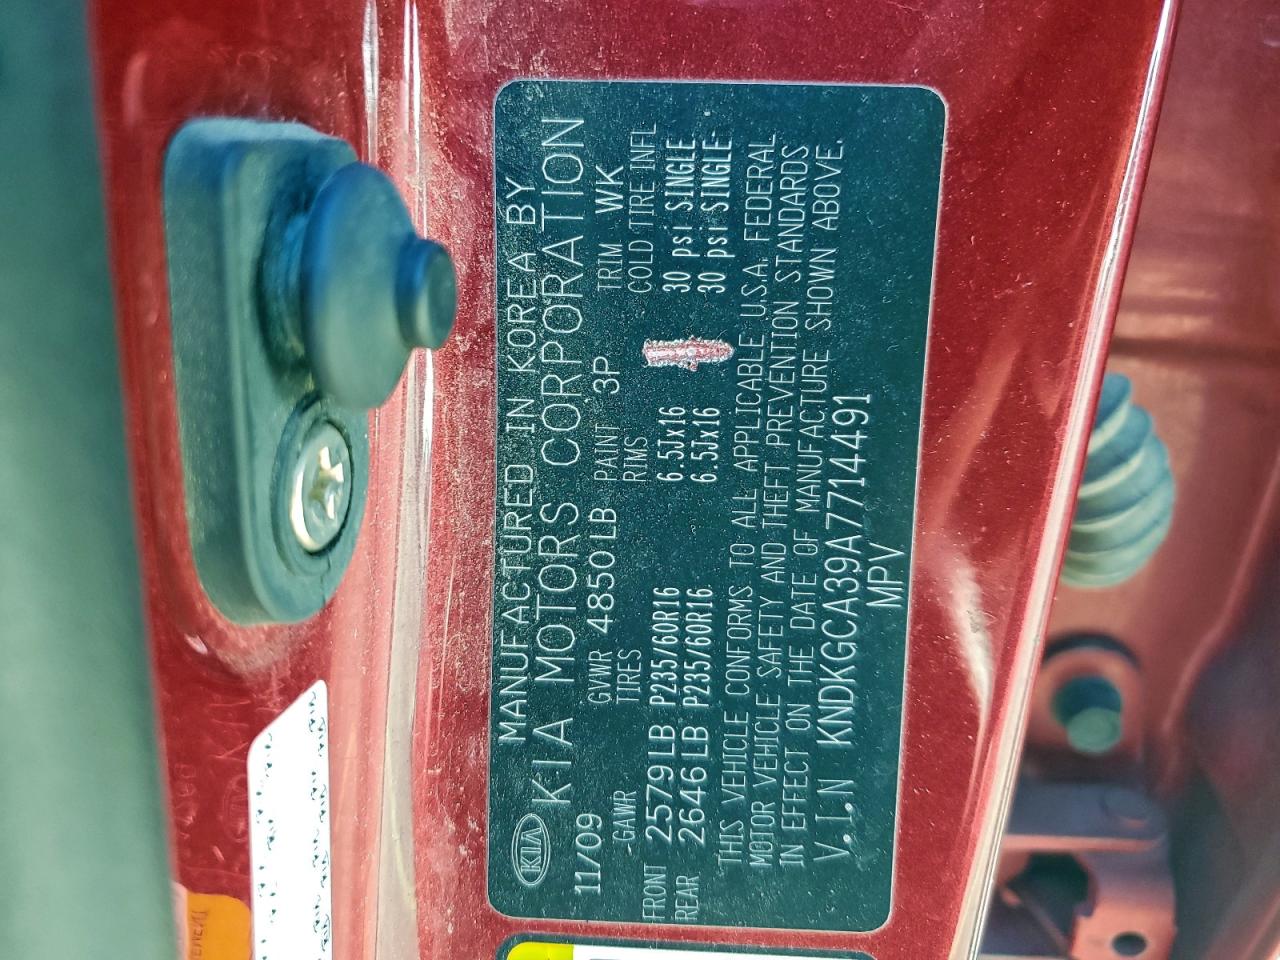 KIA
MANUFACTURED IN KOREA BY
KIA MOTORS CORPORATION
11/09 GVWR 4850LB PAINT 3P TRIM WK
GAWR TIRES RIMS COLD TIRE INFL
FRONT 2579LB P235/60R16 6.5Jx16 30 psi SINGLE
REAR 2646LB P235/60R16 6.5Jx16 30 psi SINGLE
THIS VEHICLE CONFORMS TO ALL APPLICABLE U.S.A. FEDERAL
MOTOR VEHICLE SAFETY AND THEFT PREVENTION STANDARDS
IN EFFECT ON THE DATE OF MANUFACTURE SHOWN ABOVE.
V.I.N KNDKGCA39A7714491
MPV